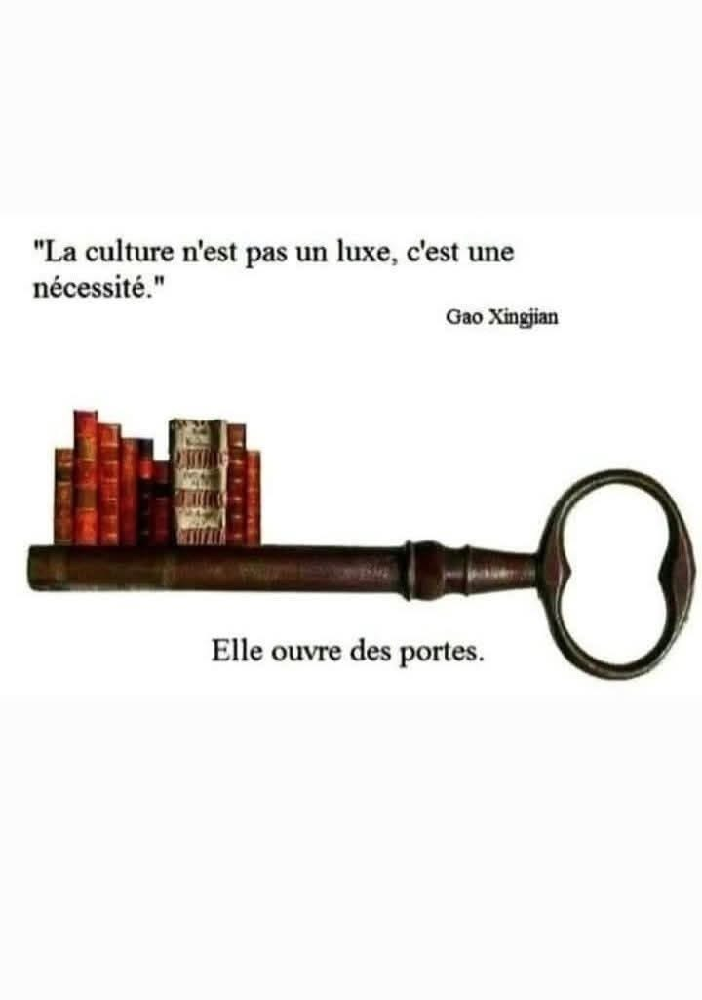 "La culture n'est pas un luxe, c'est une
nécessité."
Gao Xingjian
Elle ouvre des portes.